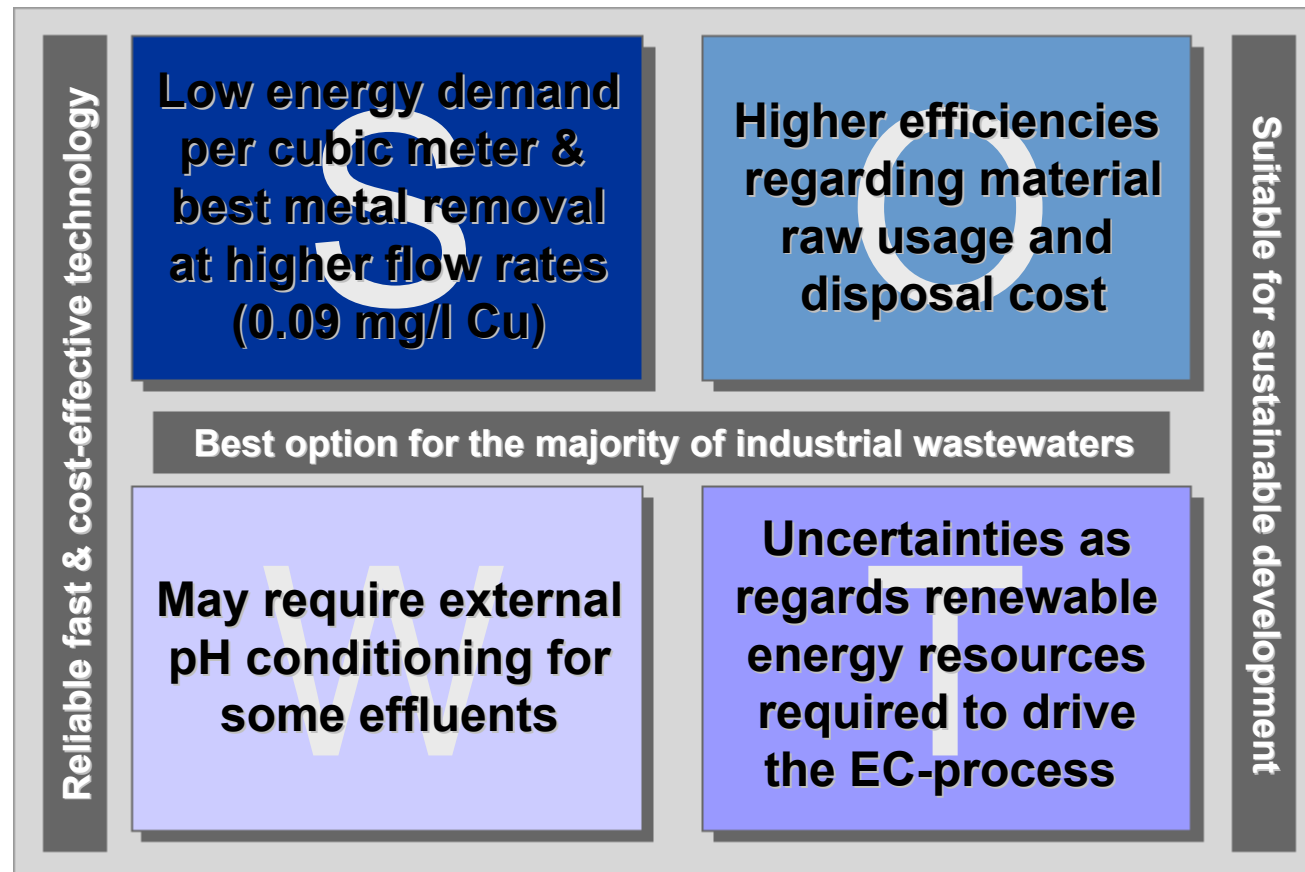 Reliable fast & cost-effective technology
S
Low energy demand
per cubic meter &
best metal removal
at higher flow rates
(0.09 mg/l Cu)
O
Higher efficiencies
regarding material
raw usage and
disposal cost
Suitable for sustainable development
Best option for the majority of industrial wastewaters
W
May require external
pH conditioning for
some effluents
T
Uncertainties as
regards renewable
energy resources
required to drive
the EC-process